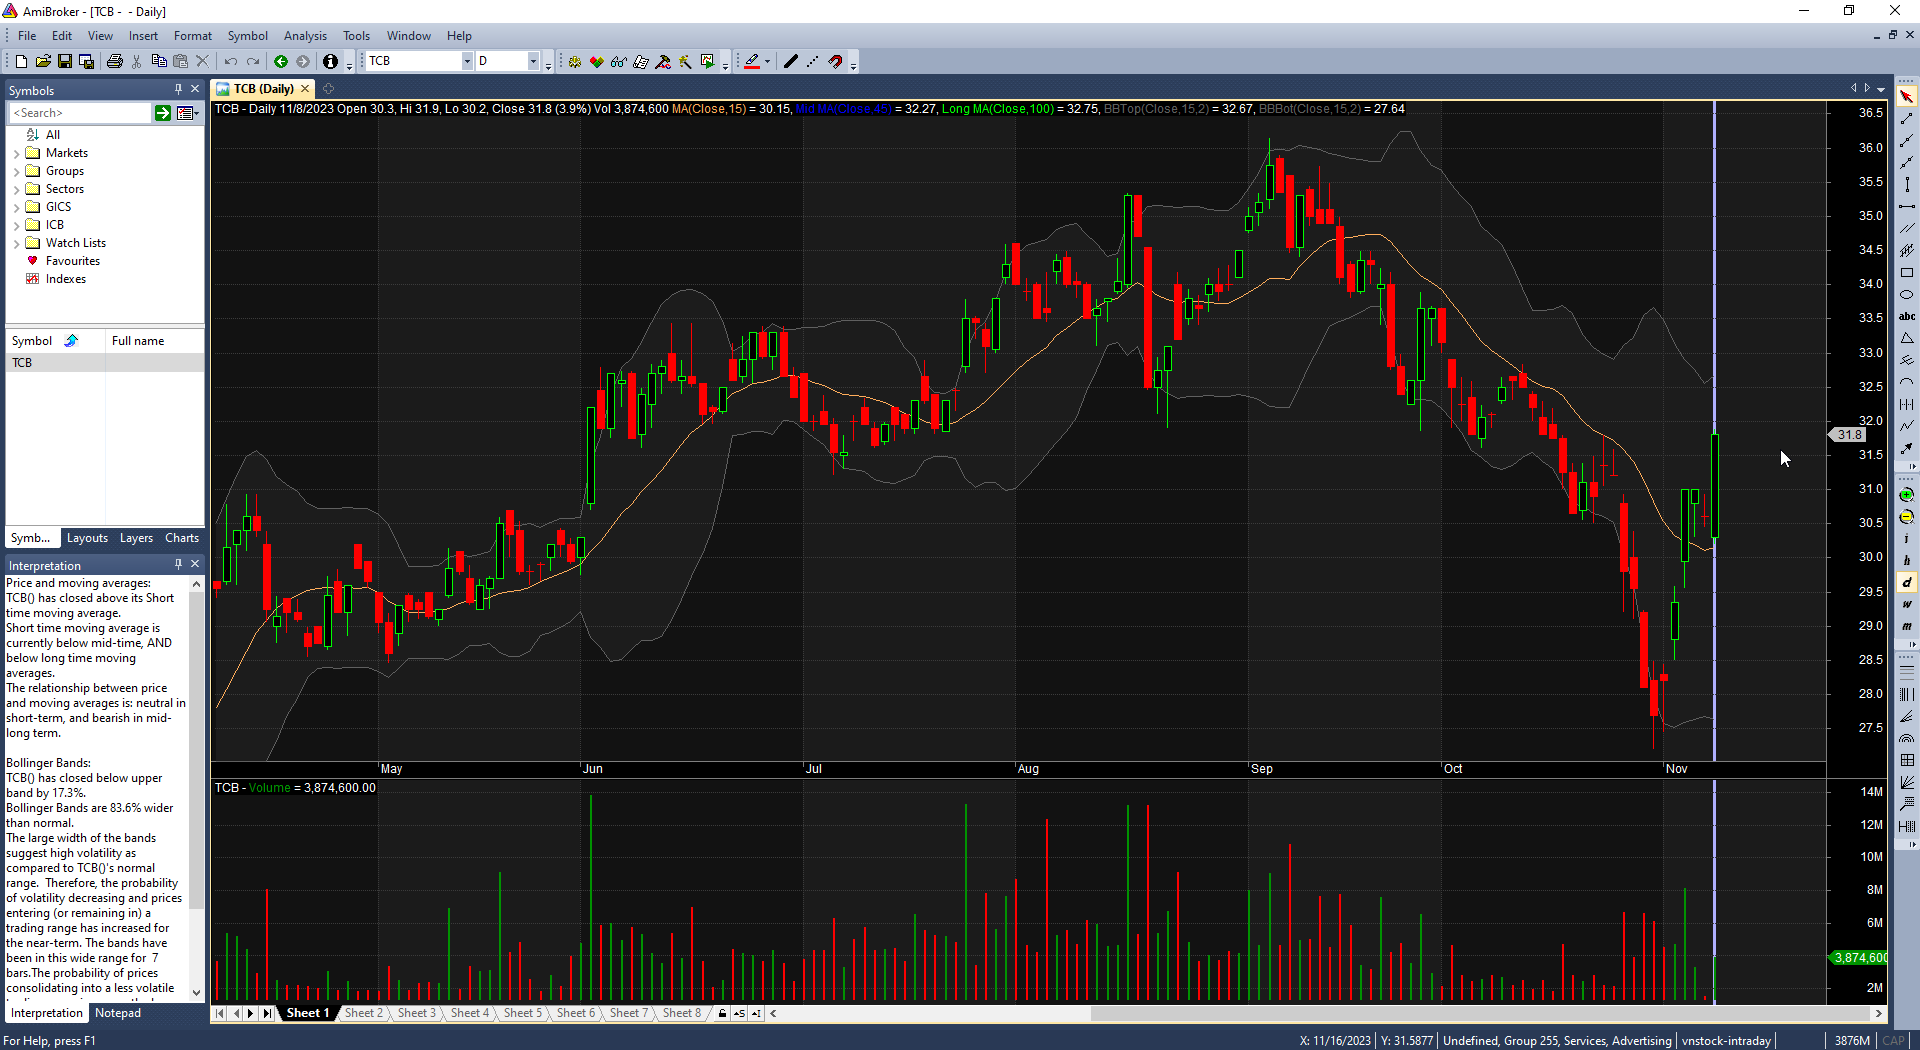 AmiBroker - [TCB -  - Daily]
File Edit View Insert Format Symbol Analysis Tools Window Help
TCB D
Symbols
TCB (Daily)
<Search>
All
Markets
Groups
Sectors
GICS
ICB
Watch Lists
Favourites
Indexes
Symbol Full name
TCB
Symb... Layouts Layers Charts
Interpretation
Price and moving averages:
TCB() has closed above its Short
time moving average.
Short time moving average is
currently below mid-time, AND
below long time moving
averages.
The relationship between price
and moving averages is: neutral in
short-term, and bearish in mid-
long term.
Bollinger Bands:
TCB() has closed below upper
band by 17.3%.
Bollinger Bands are 83.6% wider
than normal.
The large width of the bands
suggest high volatility as
compared to TCB()'s normal
range.  Therefore, the probability
of volatility decreasing and prices
entering (or remaining in) a
trading range has increased for
the near-term. The bands have
been in this wide range for  7
bars.The probability of prices
consolidating into a less volatile
Interpretation Notepad
TCB - Daily 11/8/2023 Open 30.3, Hi 31.9, Lo 30.2, Close 31.8 (3.9%) Vol 3,874,600 MA(Close,15) = 30.15, Mid MA(Close,45) = 32.27, Long MA(Close,100) = 32.75, BBTop(Close,15,2) = 32.67, BBBot(Close,15,2) = 27.64
36.5
36.0
35.5
35.0
34.5
34.0
33.5
33.0
32.5
32.0
31.8
31.5
31.0
30.5
30.0
29.5
29.0
28.5
28.0
27.5
May Jun Jul Aug Sep Oct Nov
TCB - Volume = 3,874,600.00
14M
12M
10M
8M
6M
3,874,600
2M
abc
i
h
d
w
m
Sheet 1 Sheet 2 Sheet 3 Sheet 4 Sheet 5 Sheet 6 Sheet 7 Sheet 8
For Help, press F1
X: 11/16/2023 Y: 31.5877 Undefined, Group 255, Services, Advertising vnstock-intraday 3876M CAP